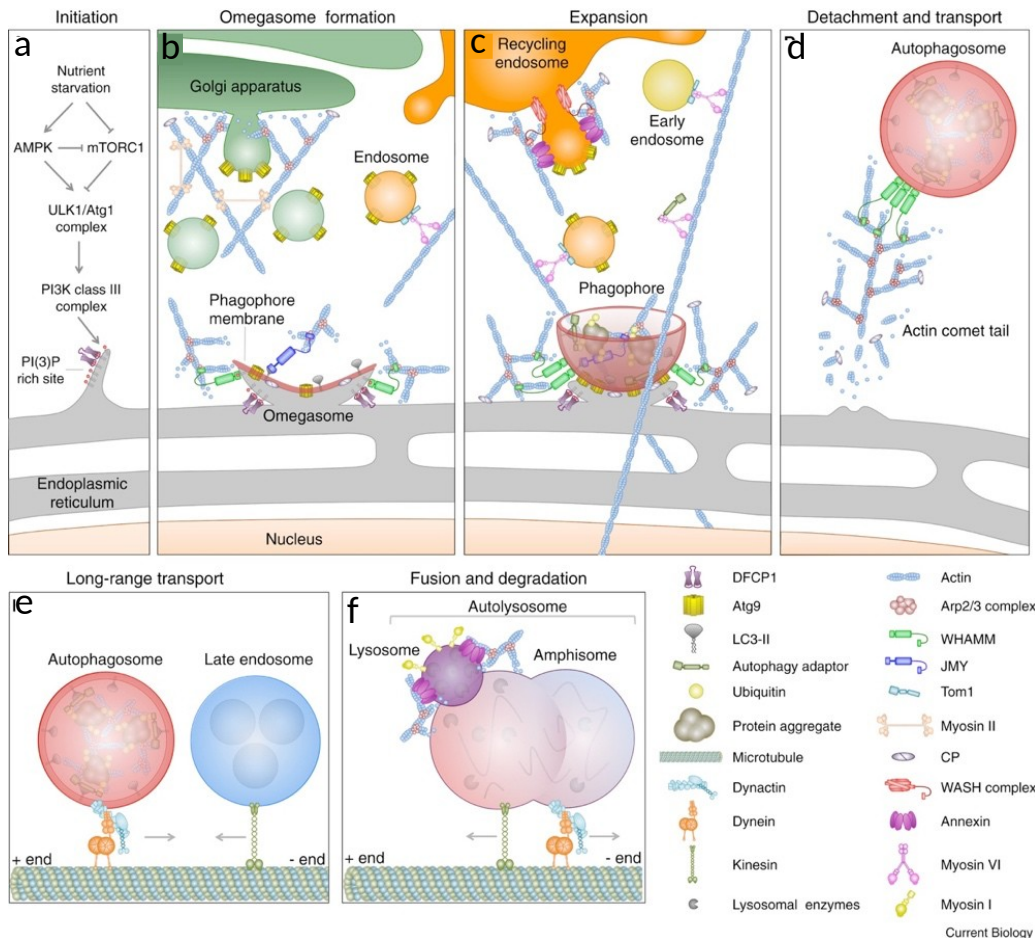 Initiation
Omegasome formation
Expansion
Detachment and transport
a
Nutrient
starvation
AMPK
mTORC1
ULK1/Atg1
complex
PI3K class III
complex
PI(3)P
rich site
Endoplasmic
reticulum
b
Golgi apparatus
Endosome
Phagophore
membrane
Omegasome
Nucleus
c
Recycling
endosome
Early
endosome
Phagophore
d
Autophagosome
Actin comet tail
Long-range transport
Fusion and degradation
e
Autophagosome
Late endosome
+ end
- end
f
Autolysosome
Lysosome
Amphisome
+ end
- end
DFCP1
Atg9
LC3-II
Autophagy adaptor
Ubiquitin
Protein aggregate
Microtubule
Dynactin
Dynein
Kinesin
Lysosomal enzymes
Actin
Arp2/3 complex
WHAMM
JMY
Tom1
Myosin II
CP
WASH complex
Annexin
Myosin VI
Myosin I
Current Biology